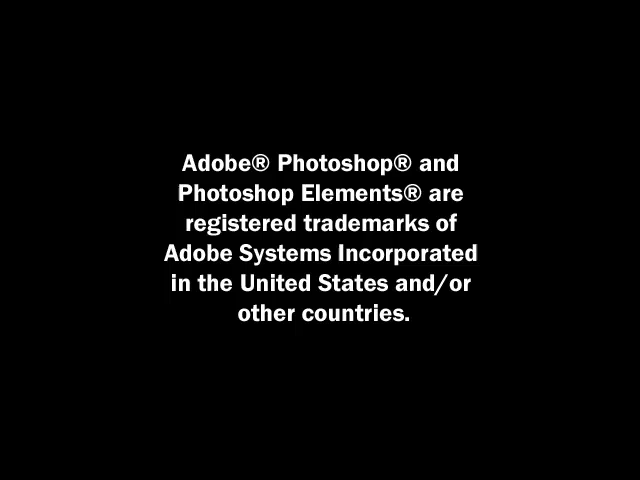 Adobe® Photoshop® and
Photoshop Elements® are
registered trademarks of
Adobe Systems Incorporated
in the United States and/or
other countries.